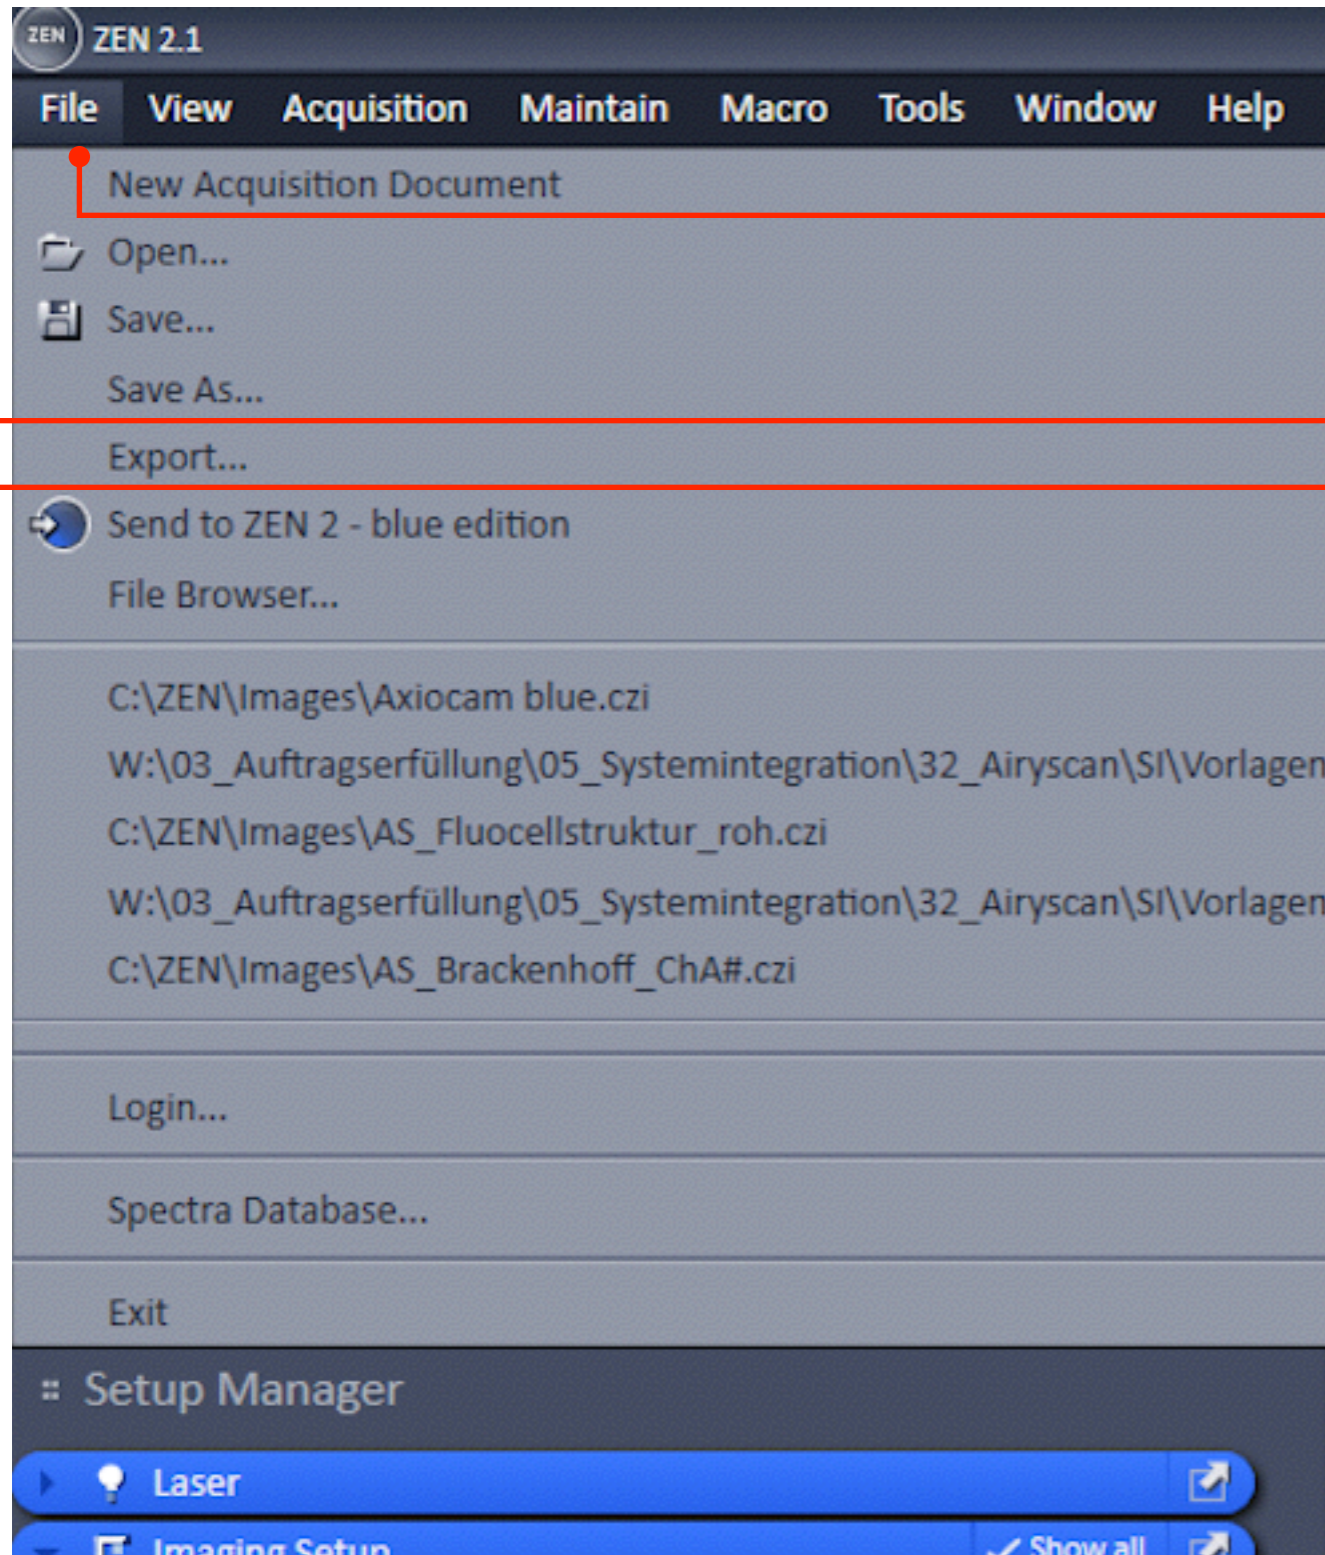 ZEN ZEN 2.1
File View Acquisition Maintain Macro Tools Window Help
New Acquisition Document
Open...
Save...
Save As...
Export...
Send to ZEN 2 - blue edition
File Browser...
C:\ZEN\Images\Axiocam blue.czi
W:\03_Auftragserfüllung\05_Systemintegration\32_Airyscan\SI\Vorlagen
C:\ZEN\Images\AS_Fluocellstruktur_roh.czi
W:\03_Auftragserfüllung\05_Systemintegration\32_Airyscan\SI\Vorlagen
C:\ZEN\Images\AS_Brackenhoff_ChA#.czi
Login...
Spectra Database...
Exit
Setup Manager
Laser
Imaging Setup Show all